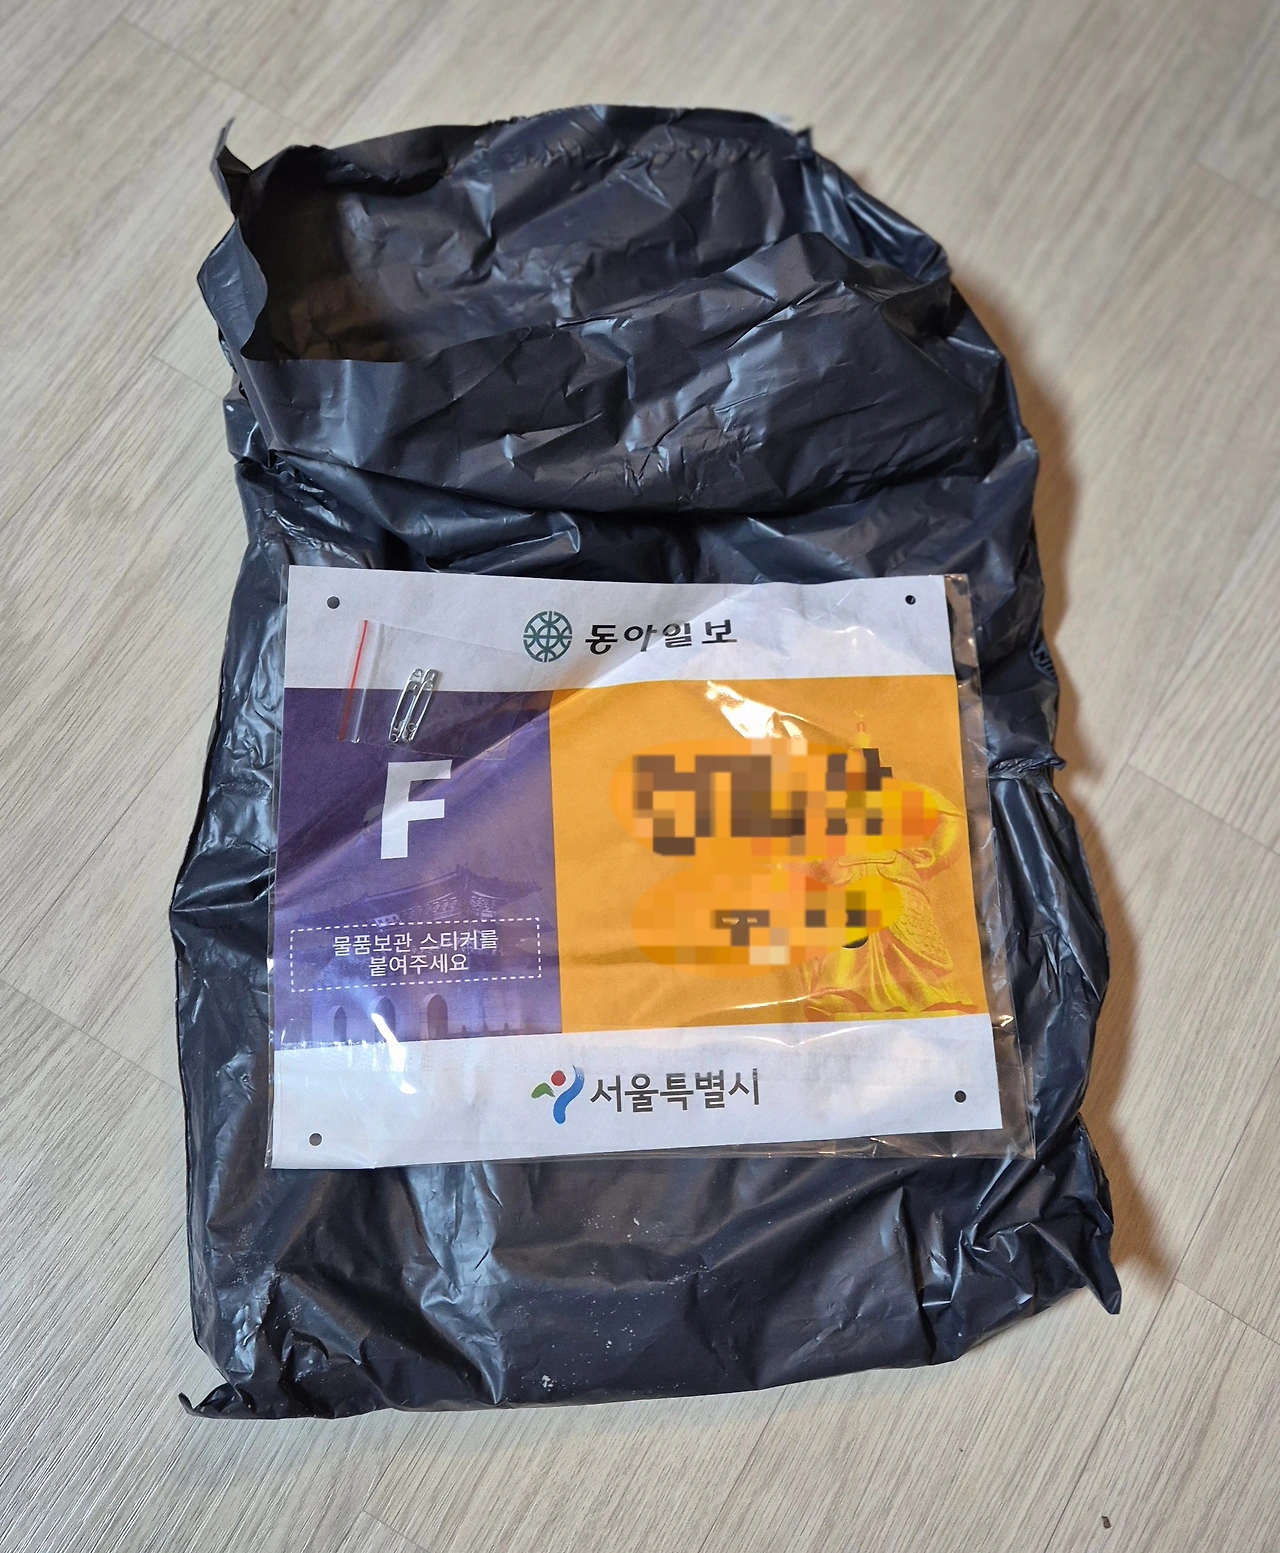 동아일보
F
물품보관 스티커를
붙여주세요
서울특별시